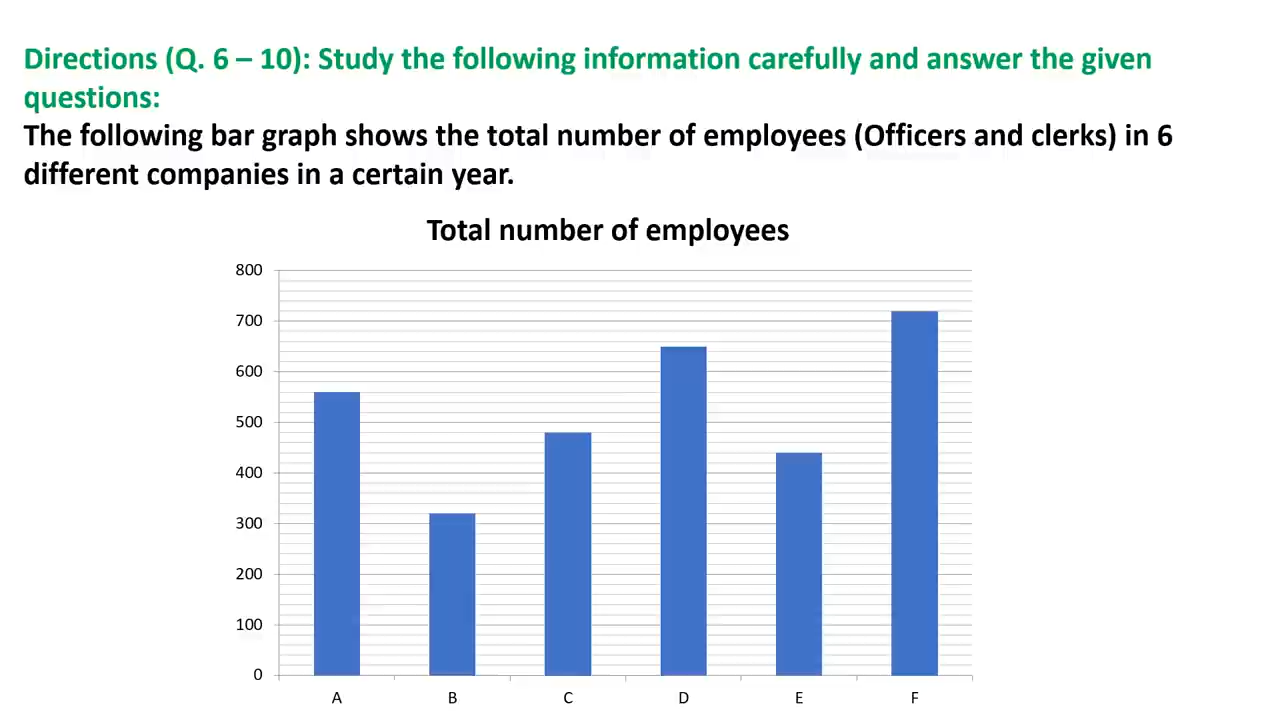 Directions (Q. 6 – 10): Study the following information carefully and answer the given
questions:
The following bar graph shows the total number of employees (Officers and clerks) in 6
different companies in a certain year.
Total number of employees
800
700
600
500
400
300
200
100
0
A B C D E F